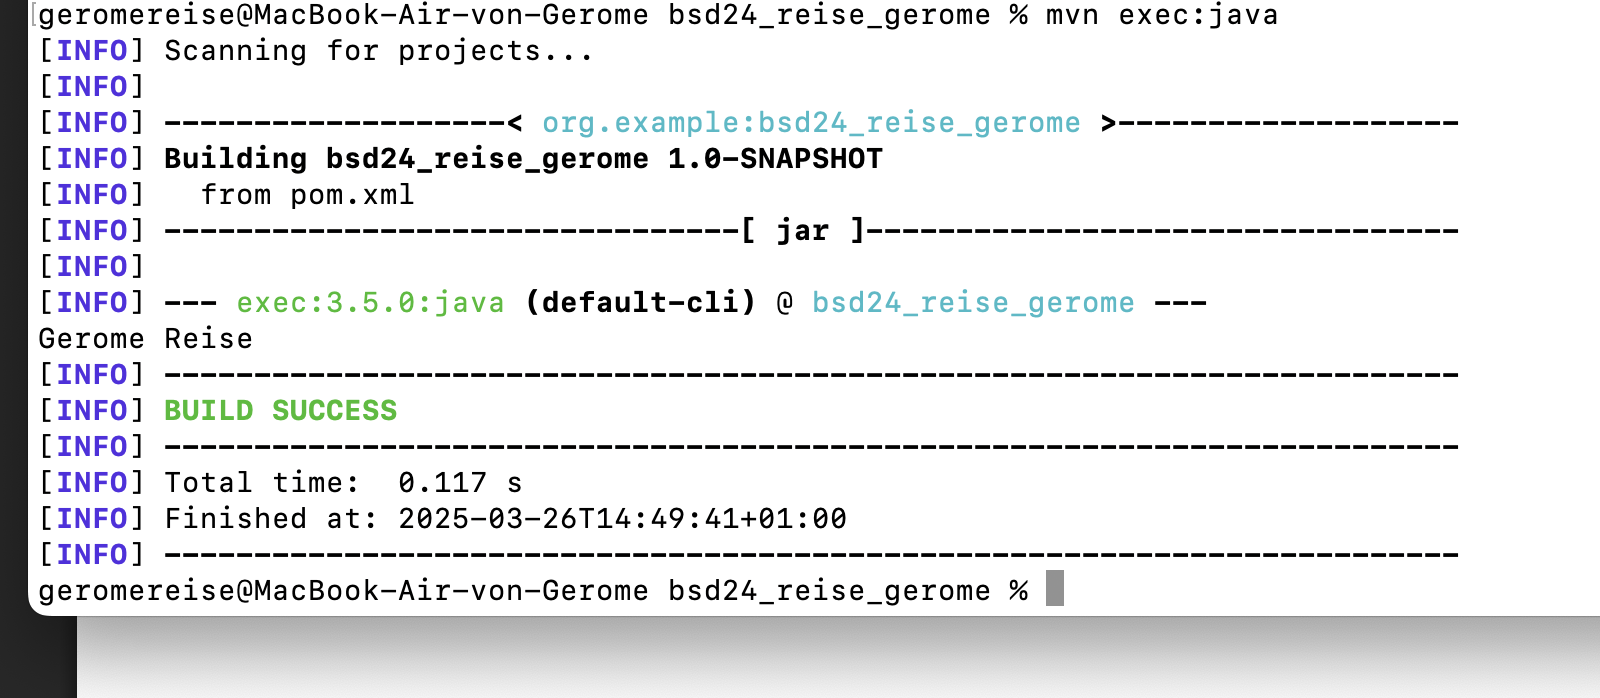 geromereise@MacBook-Air-von-Gerome bsd24_reise_gerome % mvn exec:java
[INFO] Scanning for projects...
[INFO]
[INFO] -------------------< org.example:bsd24_reise_gerome >-------------------
[INFO] Building bsd24_reise_gerome 1.0-SNAPSHOT
[INFO]   from pom.xml
[INFO] --------------------------------[ jar ]---------------------------------
[INFO]
[INFO] --- exec:3.5.0:java (default-cli) @ bsd24_reise_gerome ---
Gerome Reise
[INFO] ------------------------------------------------------------------------
[INFO] BUILD SUCCESS
[INFO] ------------------------------------------------------------------------
[INFO] Total time:  0.117 s
[INFO] Finished at: 2025-03-26T14:49:41+01:00
[INFO] ------------------------------------------------------------------------
geromereise@MacBook-Air-von-Gerome bsd24_reise_gerome %